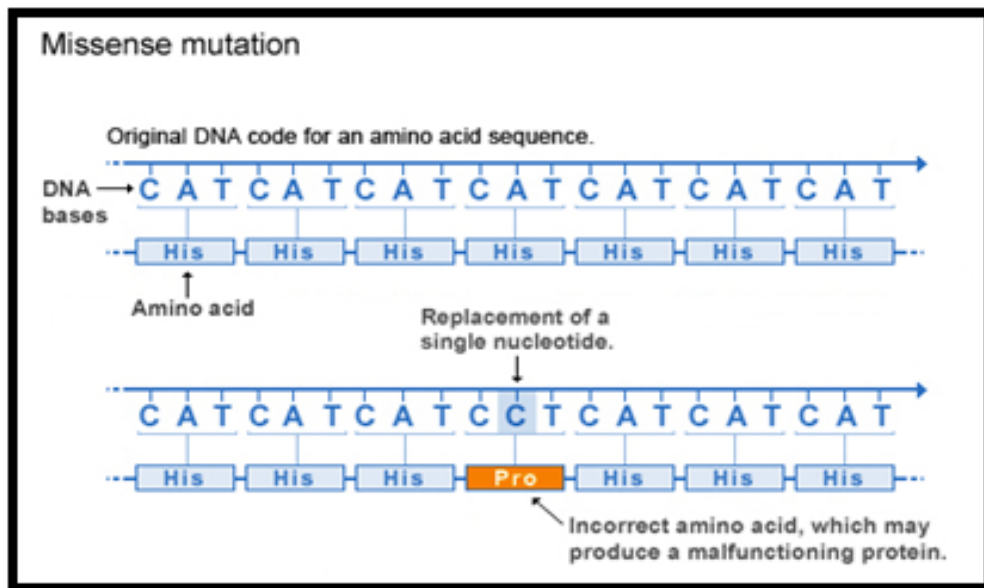 Missense mutation
Original DNA code for an amino acid sequence.
DNA
bases
C A T C A T C A T C A T C A T C A T C A T
His His His His His His His
Amino acid
Replacement of a
single nucleotide.
C A T C A T C A T C C T C A T C A T C A T
His His His Pro His His His
Incorrect amino acid, which may
produce a malfunctioning protein.